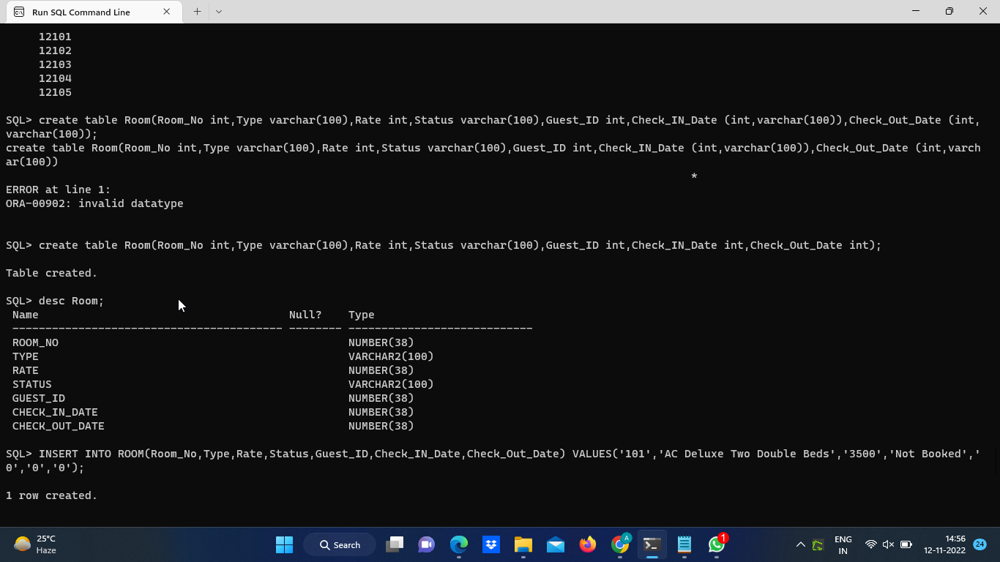 Run SQL Command Line
12101
12102
12103
12104
12105
SQL> create table Room(Room_No int,Type varchar(100),Rate int,Status varchar(100),Guest_ID int,Check_IN_Date (int,varchar(100)),Check_Out_Date (int,
varchar(100));
create table Room(Room_No int,Type varchar(100),Rate int,Status varchar(100),Guest_ID int,Check_IN_Date (int,varchar(100)),Check_Out_Date (int,varch
ar(100))
*
ERROR at line 1:
ORA-00902: invalid datatype
SQL> create table Room(Room_No int,Type varchar(100),Rate int,Status varchar(100),Guest_ID int,Check_IN_Date int,Check_Out_Date int);
Table created.
SQL> desc Room;
Name Null? Type
----------------------------------------- -------- ----------------------------
ROOM_NO NUMBER(38)
TYPE VARCHAR2(100)
RATE NUMBER(38)
STATUS VARCHAR2(100)
GUEST_ID NUMBER(38)
CHECK_IN_DATE NUMBER(38)
CHECK_OUT_DATE NUMBER(38)
SQL> INSERT INTO ROOM(Room_No,Type,Rate,Status,Guest_ID,Check_IN_Date,Check_Out_Date) VALUES('101','AC Deluxe Two Double Beds','3500','Not Booked','
0','0','0');
1 row created.
25°C
Haze
Search
A
1
ENG
IN
14:56
12-11-2022
24